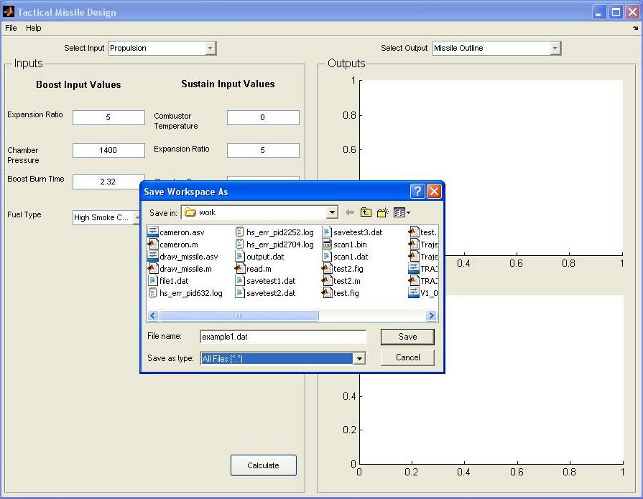 Tactical Missile Design
File Help
Select Input Propulsion
Select Output Missile Outline
Inputs
Outputs
Boost Input Values
Sustain Input Values
Expansion Ratio 5
Combustor Temperature 0
Chamber Pressure 1400
Expansion Ratio 5
Boost Burn Time 2.32
Fuel Type High Smoke C...
1
0.8
0.6
0.4
0.6
0.8
1
Save Workspace As
Save in: work
cameron.asv
cameron.m
draw_missile.asv
draw_missile.m
file1.dat
hs_err_pid632.log
hs_err_pid2252.log
hs_err_pid2704.log
output.dat
read.m
savetest1.dat
savetest2.dat
savetest3.dat
scan1.bin
scan1.dat
test2.fig
test2.m
test.fig
test.
Traje
Traje
TRAJ
TRAJ
V1_0
File name: example1.dat
Save
Save as type: All Files (*.*)
Cancel
0.4
0.2
0
0
0.2
0.4
0.6
0.8
1
Calculate